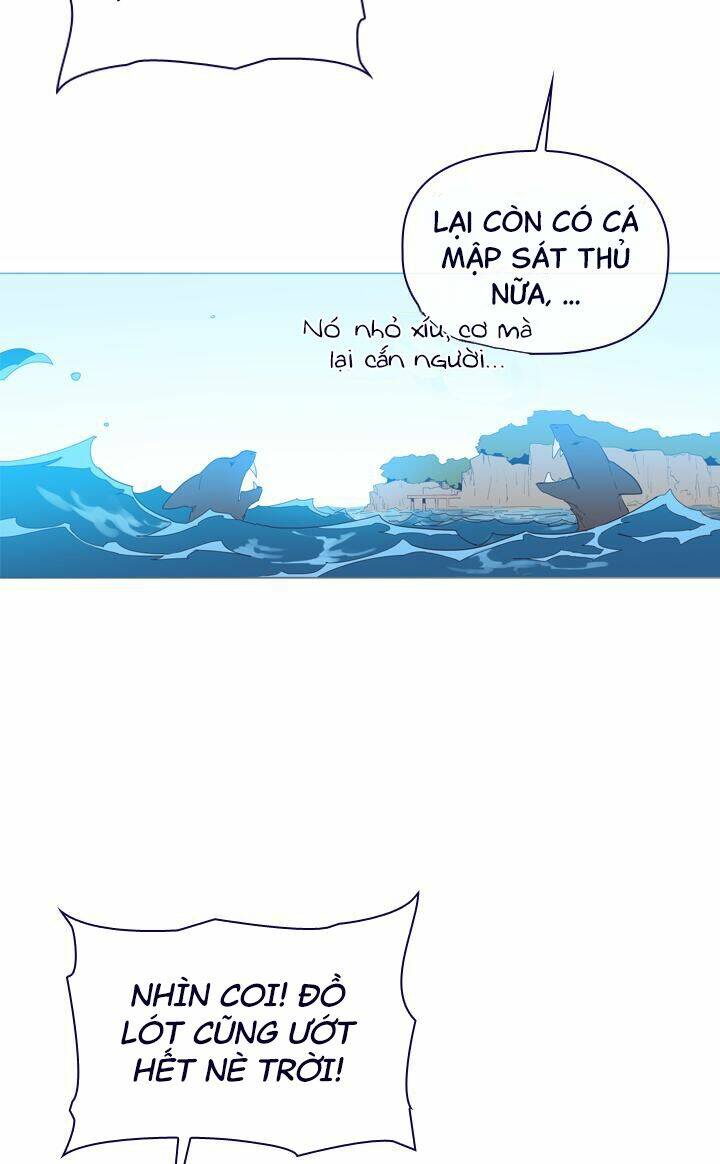 LẠI CÒN CÓ CÁ
MẬP SÁT THỦ
NỮA, ...
Nó nhỏ xíu, cơ mà
lại cắn người...
NHÌN COI! ĐỒ
LÓT CŨNG ƯỚT
HẾT NÈ TRỜI!